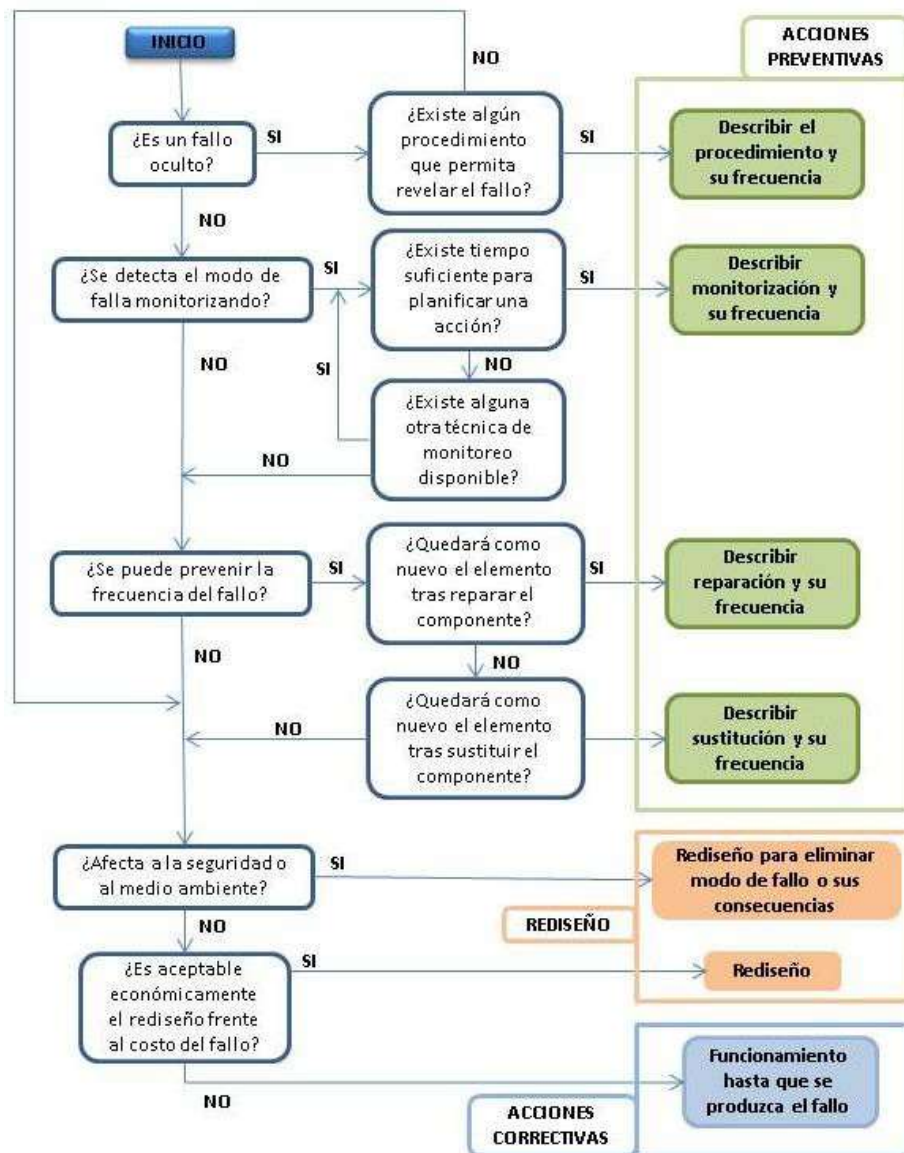 NO
INICIO
ACCIONES
PREVENTIVAS
¿Es un fallo
oculto?
SI
¿Existe algún
procedimiento
que permita
revelar el fallo?
SI
Describir el
procedimiento y
su frecuencia
NO
¿Se detecta el modo de
falla monitorizando?
SI
¿Existe tiempo
suficiente para
planificar una
acción?
SI
Describir
monitorización y
su frecuencia
NO
SI
NO
¿Existe alguna
otra técnica de
monitoreo
disponible?
NO
¿Se puede prevenir la
frecuencia del fallo?
SI
¿Quedará como
nuevo el elemento
tras reparar el
componente?
SI
Describir
reparación y su
frecuencia
NO
NO
¿Quedará como
nuevo el elemento
tras sustituir el
componente?
NO
Describir
sustitución y su
frecuencia
¿Afecta a la seguridad o
al medio ambiente?
SI
Rediseño para eliminar
modo de fallo o sus
consecuencias
NO
REDISEÑO
¿Es aceptable
económicamente
el rediseño frente
al costo del fallo?
SI
Rediseño
NO
Funcionamiento
hasta que se
produzca el fallo
ACCIONES
CORRECTIVAS